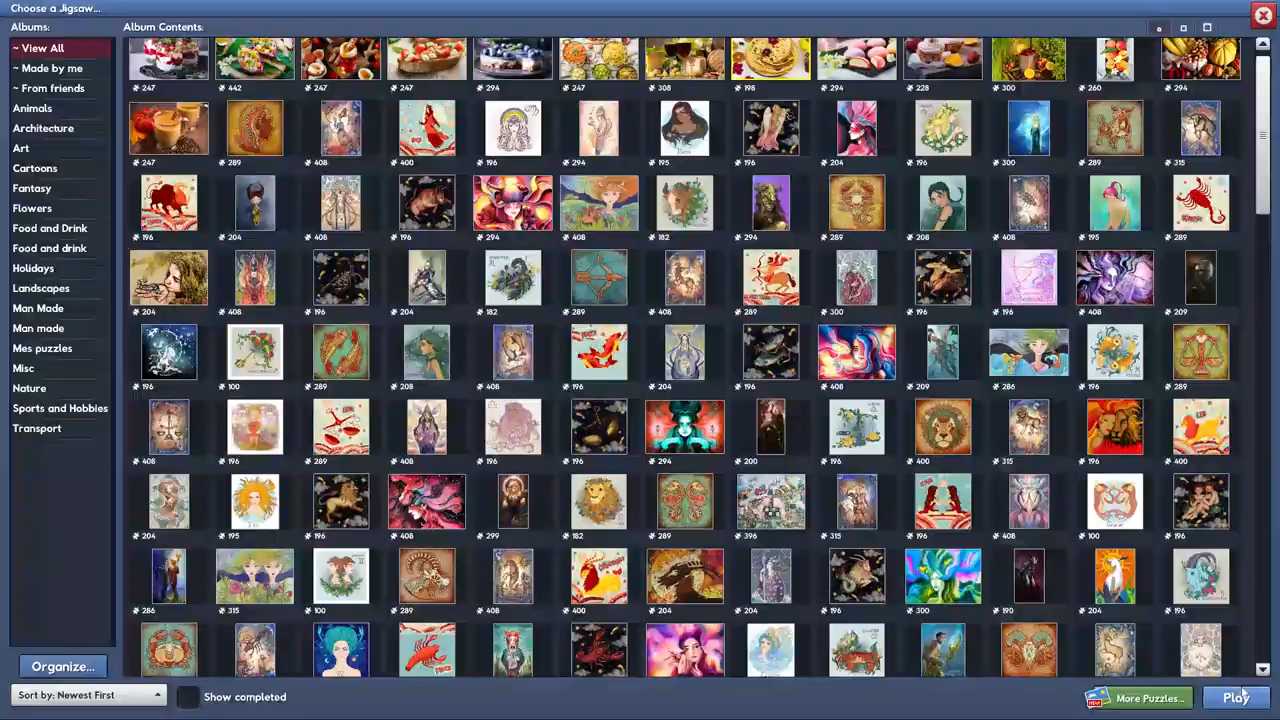 Choose a Jigsaw...
Albums:
Album Contents:
~ View All
~ Made by me
~ From friends
Animals
Architecture
Art
Cartoons
Fantasy
Flowers
Food and Drink
Food and drink
Holidays
Landscapes
Man Made
Man made
Mes puzzles
Misc
Nature
Sports and Hobbies
Transport
247 442 247 247 294 247 308 198 294 228 300 260 294
247 289 408 400 196 294 195 196 204 196 300 289 315
196 204 408 196 294 408 182 294 289 208 408 195 289
204 408 196 204 182 289 408 289 300 196 196 408 209
196 100 289 208 408 196 204 196 408 209 286 196 289
408 196 289 408 196 196 294 200 196 400 315 196 400
204 195 196 408 299 182 289 396 315 196 408 100 196
286 315 100 289 408 400 204 204 196 300 190 204 196
Organize...
Sort by: Newest First
Show completed
More Puzzles...
Play